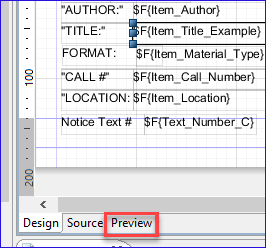 "AUTHOR:" $F{Item_Author}
"TITLE:" $F{Item_Title_Example}
FORMAT: $F{Item_Material_Type}
100
"CALL #" $F{Item_Call_Number}
"LOCATION: $F{Item_Location}
Notice Text # $F{Text_Number_C}
200
Design Source Preview